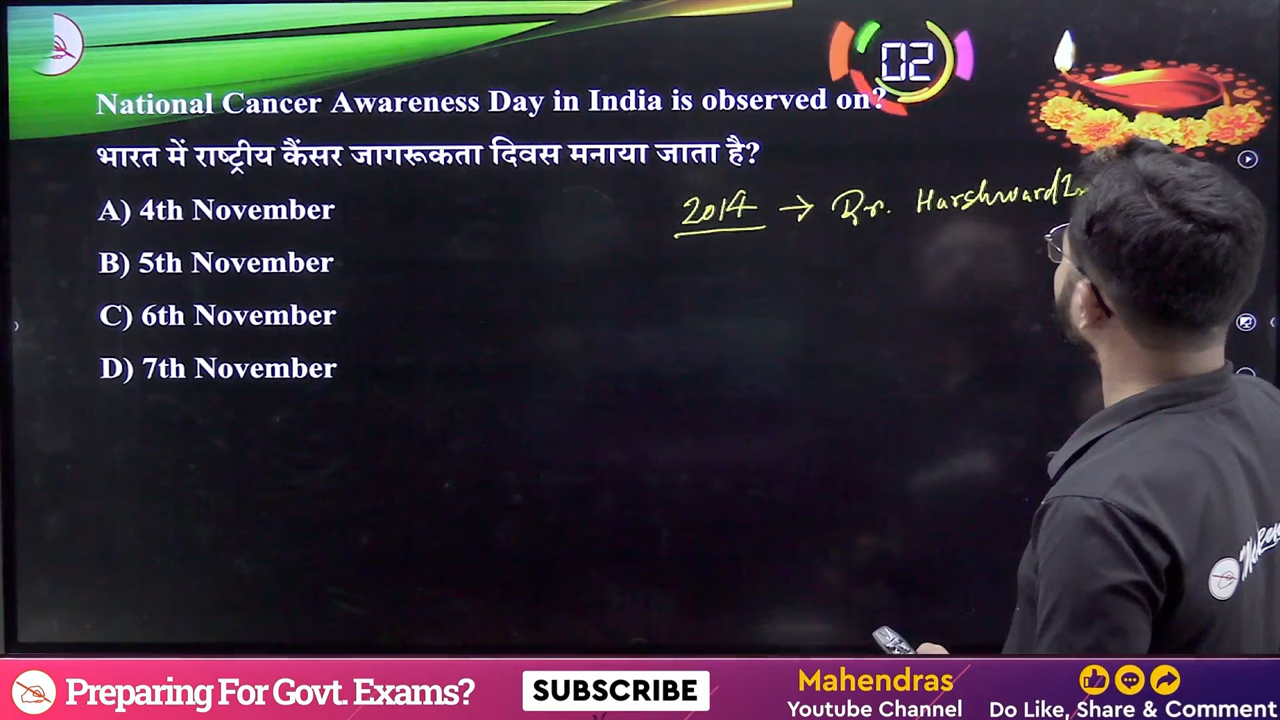 02
National Cancer Awareness Day in India is observed on?
भारत में राष्ट्रीय कैंसर जागरूकता दिवस मनाया जाता है?
2014 → Dr. Harshward
A) 4th November
B) 5th November
C) 6th November
D) 7th November
Preparing For Govt. Exams?
SUBSCRIBE
Mahendras
Youtube Channel
Do Like, Share & Comment